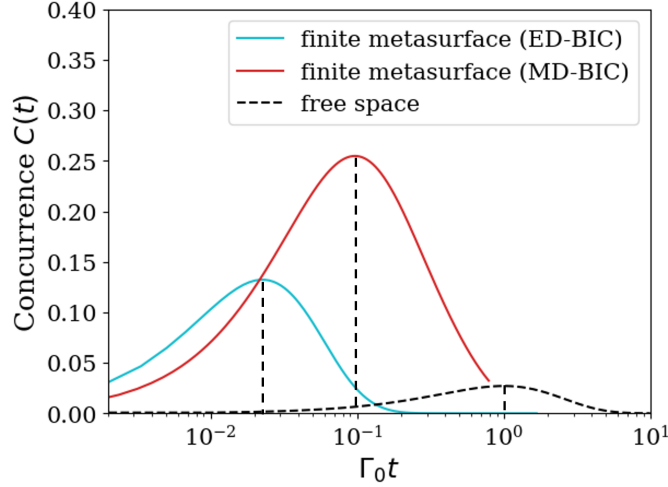 0.40
0.35
0.30
0.25
0.20
0.15
0.10
0.05
0.00
Concurrence C(t)
finite metasurface (ED-BIC)
finite metasurface (MD-BIC)
free space
10⁻² 10⁻¹ 10⁰ 10¹
Γ₀t